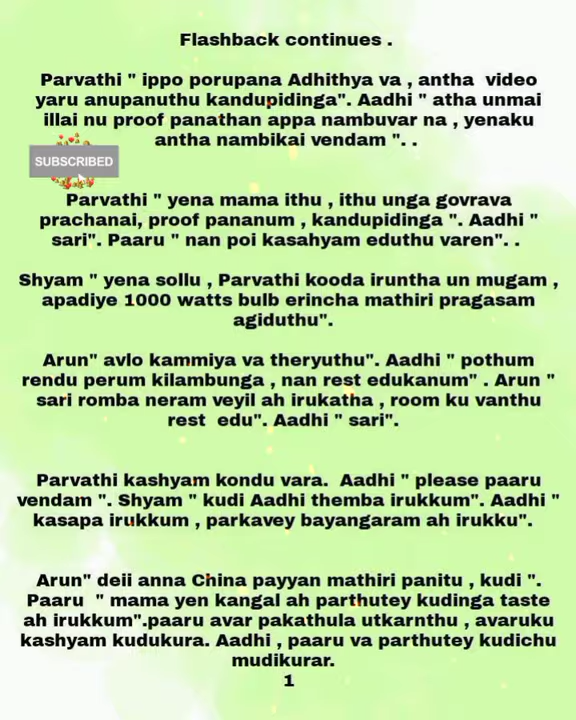 Flashback continues .
Parvathi " ippo porupana Adhithya va , antha  video
yaru anupanuthu kandupidinga". Aadhi " atha unmai
illai nu proof panathan appa nambuvar na , yenaku
antha nambikai vendam ". .
SUBSCRIBED
Parvathi " yena mama ithu , ithu unga govrava
prachanai, proof pananum , kandupidinga ". Aadhi "
sari". Paaru " nan poi kasahyam eduthu varen". .
Shyam " yena sollu , Parvathi kooda iruntha un mugam ,
apadiye 1000 watts bulb erincha mathiri pragasam
agiduthu".
Arun" avlo kammiya va theryuthu". Aadhi " pothum
rendu perum kilambunga , nan rest edukanum" . Arun "
sari romba neram veyil ah irukatha , room ku vanthu
rest  edu". Aadhi " sari".
Parvathi kashyam kondu vara.  Aadhi " please paaru
vendam ". Shyam " kudi Aadhi themba irukkum". Aadhi "
kasapa irukkum , parkavey bayangaram ah irukku".
Arun" deii anna China payyan mathiri panitu , kudi ".
Paaru  " mama yen kangal ah parthutey kudinga taste
ah irukkum".paaru avar pakathula utkarnthu , avaruku
kashyam kudukura. Aadhi , paaru va parthutey kudichu
mudikurar.
1